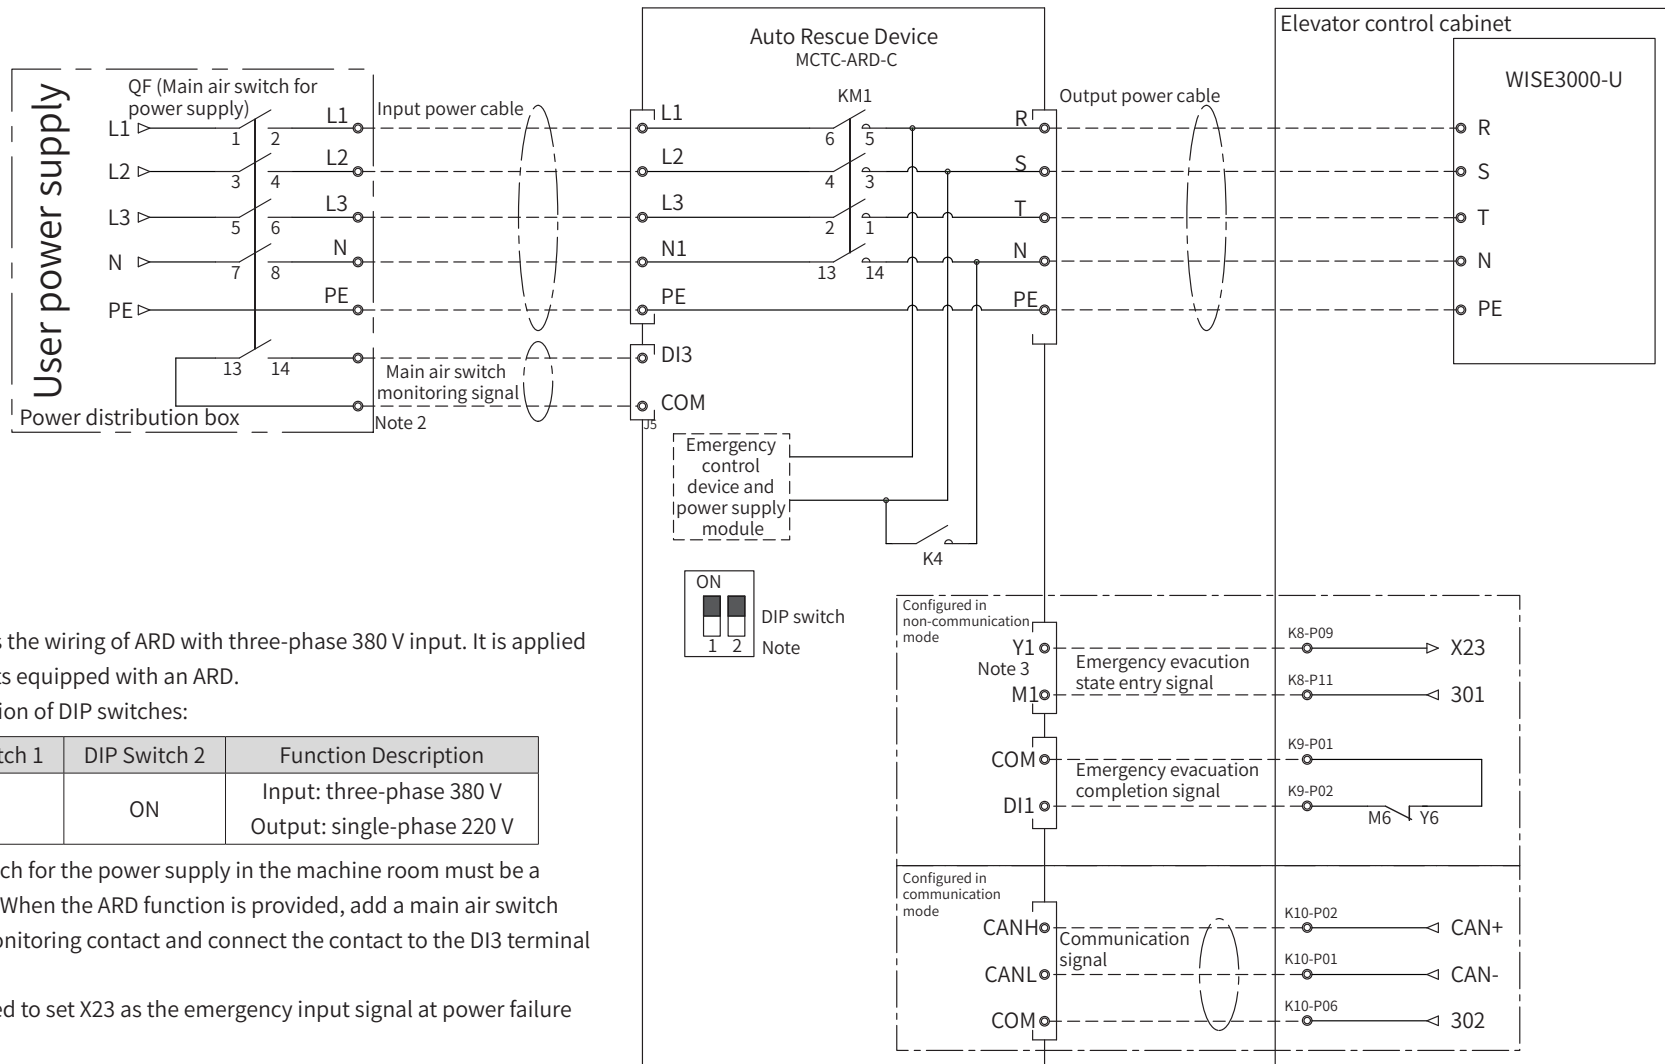 Elevator control cabinet
Auto Rescue Device
MCTC-ARD-C
WISE3000-U
User power supply
QF (Main air switch for
power supply)
Input power cable
KM1
Output power cable
L1
1
2
L1
L1
6
5
R
R
L2
3
4
L2
L2
4
3
S
S
L3
5
6
L3
L3
2
1
T
T
N
7
8
N
N1
13
14
N
N
PE
PE
PE
PE
PE
13
14
Main air switch
monitoring signal
DI3
COM
J5
Power distribution box
Note 2
Emergency
control
device and
power supply
module
K4
ON
1 2
DIP switch
Note
Configured in
non-communication
mode
Y1
Note 3
M1
Emergency evacution
state entry signal
K8-P09
X23
K8-P11
301
COM
DI1
Emergency evacuation
completion signal
K9-P01
K9-P02
M6
Y6
Configured in
communication
mode
CANH
CANL
COM
Communication
signal
K10-P02
CAN+
K10-P01
CAN-
K10-P06
302
s the wiring of ARD with three-phase 380 V input. It is applied
ts equipped with an ARD.
ion of DIP switches:
tch 1 DIP Switch 2 Function Description
ON
Input: three-phase 380 V
Output: single-phase 220 V
ch for the power supply in the machine room must be a
When the ARD function is provided, add a main air switch
onitoring contact and connect the contact to the DI3 terminal
ed to set X23 as the emergency input signal at power failure